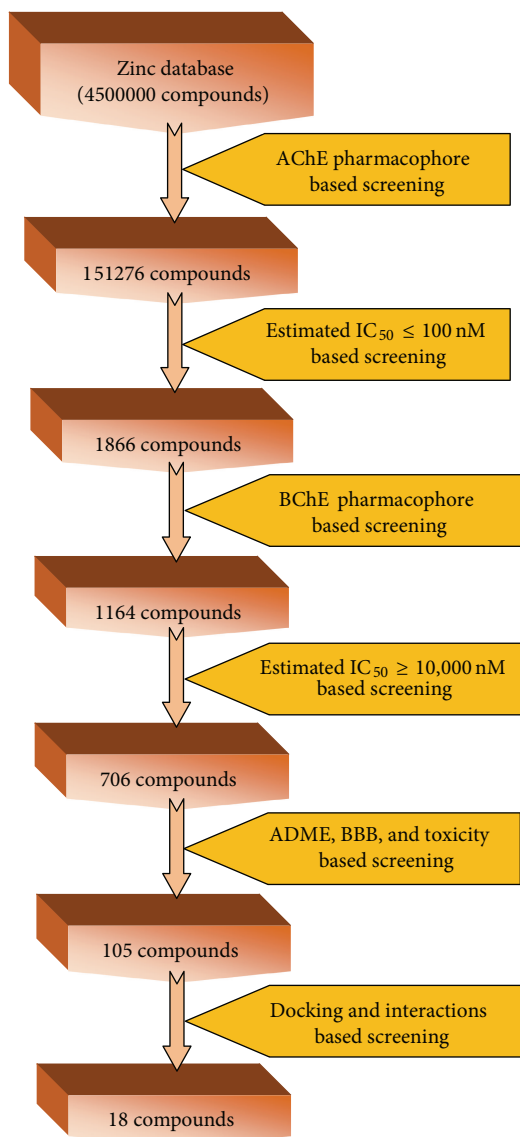 Zinc database
(4500000 compounds)
AChE pharmacophore
based screening
151276 compounds
Estimated IC₅₀ ≤ 100 nM
based screening
1866 compounds
BChE pharmacophore
based screening
1164 compounds
Estimated IC₅₀ ≥ 10,000 nM
based screening
706 compounds
ADME, BBB, and toxicity
based screening
105 compounds
Docking and interactions
based screening
18 compounds